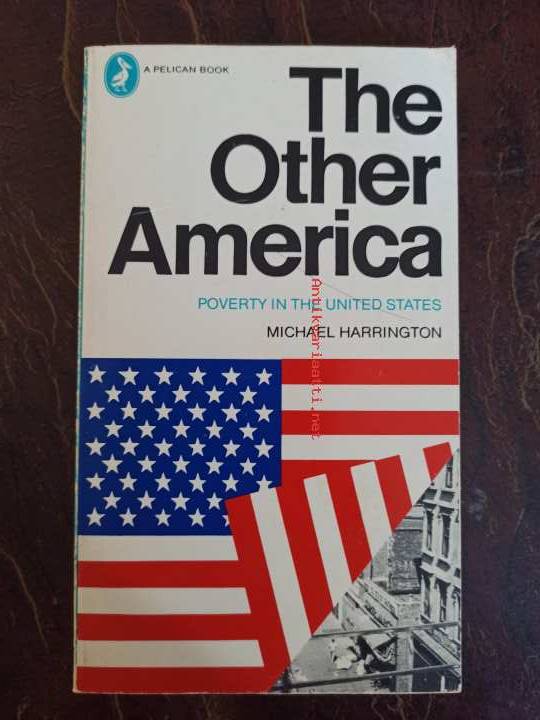 A PELICAN BOOK
The
Other
America
POVERTY IN THE UNITED STATES
MICHAEL HARRINGTON
Antikvariaatti.net